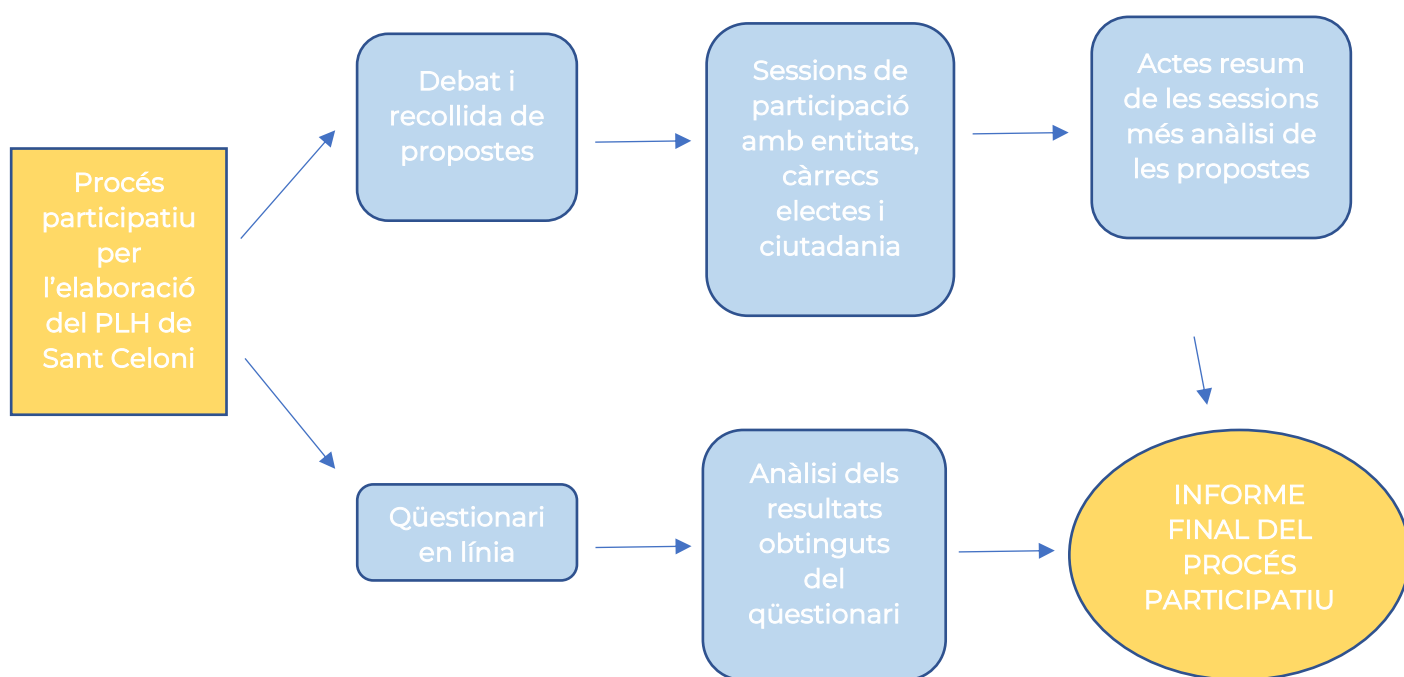 Procés
participatiu
per
l'elaboració
del PLH de
Sant Celoni
Debat i
recollida de
propostes
Sessions de
participació
amb entitats,
càrrecs
electes i
ciutadania
Actes resum
de les sessions
més anàlisi de
les propostes
Qüestionari
en línia
Anàlisi dels
resultats
obtinguts
del
qüestionari
INFORME
FINAL DEL
PROCÉS
PARTICIPATIU